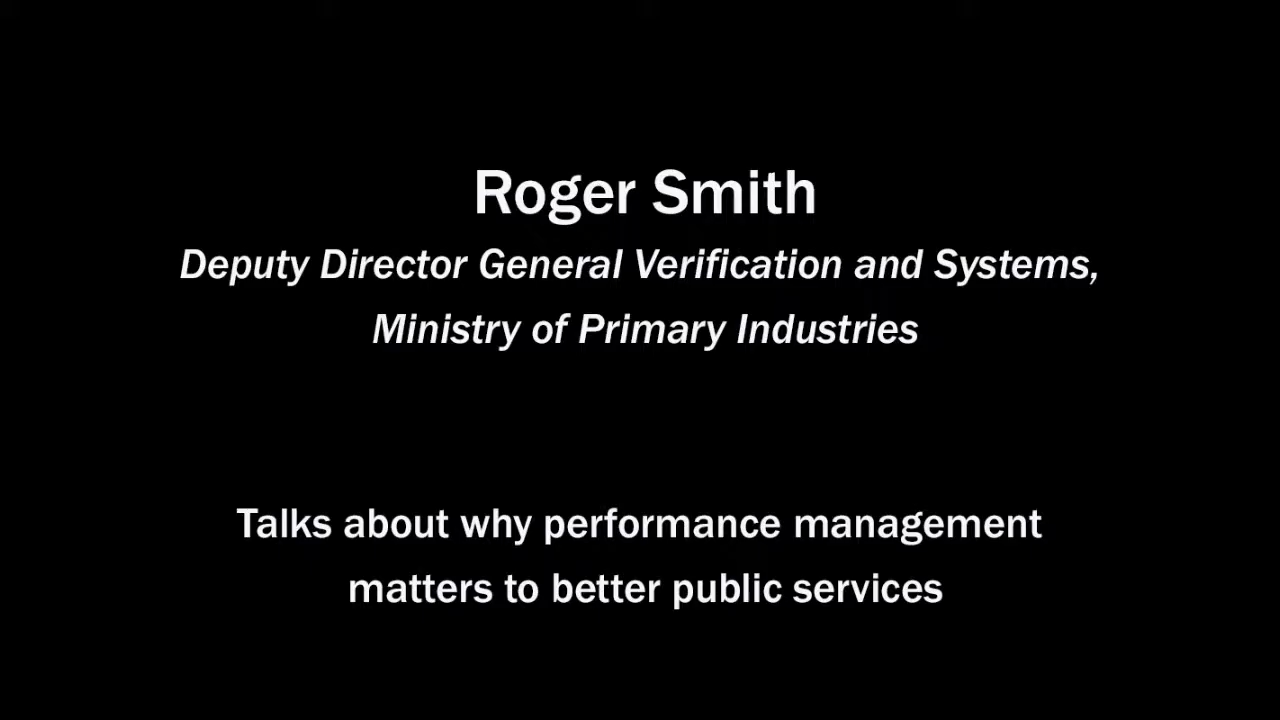 Roger Smith
Deputy Director General Verification and Systems,
Ministry of Primary Industries
Talks about why performance management
matters to better public services